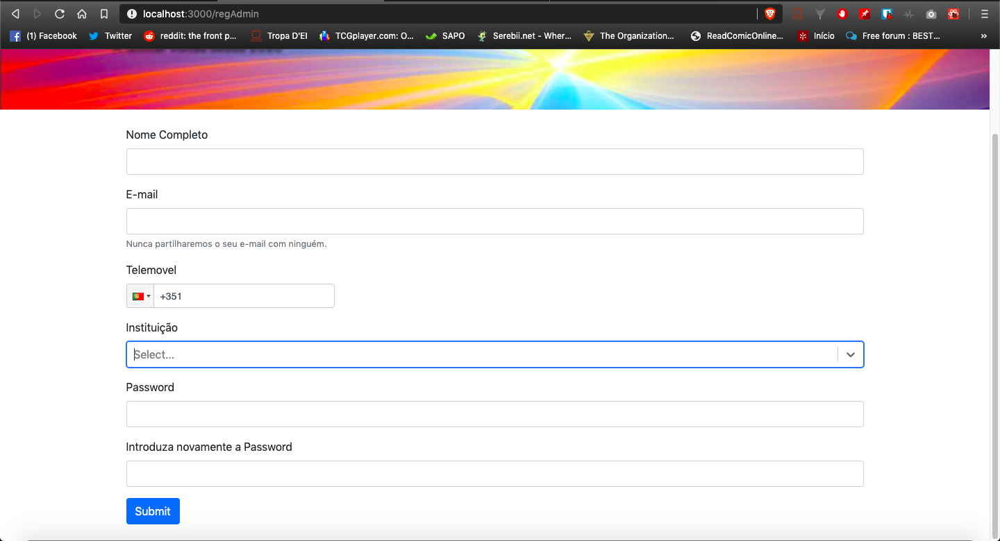 localhost:3000/regAdmin
(1) Facebook Twitter reddit: the front p... Tropa D'EI TCGplayer.com: O... SAPO Serebii.net - Wher... The Organization... ReadComicOnline... Início Free forum : BEST... »
Nome Completo
E-mail
Nunca partilharemos o seu e-mail com ninguém.
Telemovel
+351
Instituição
Select...
Password
Introduza novamente a Password
Submit